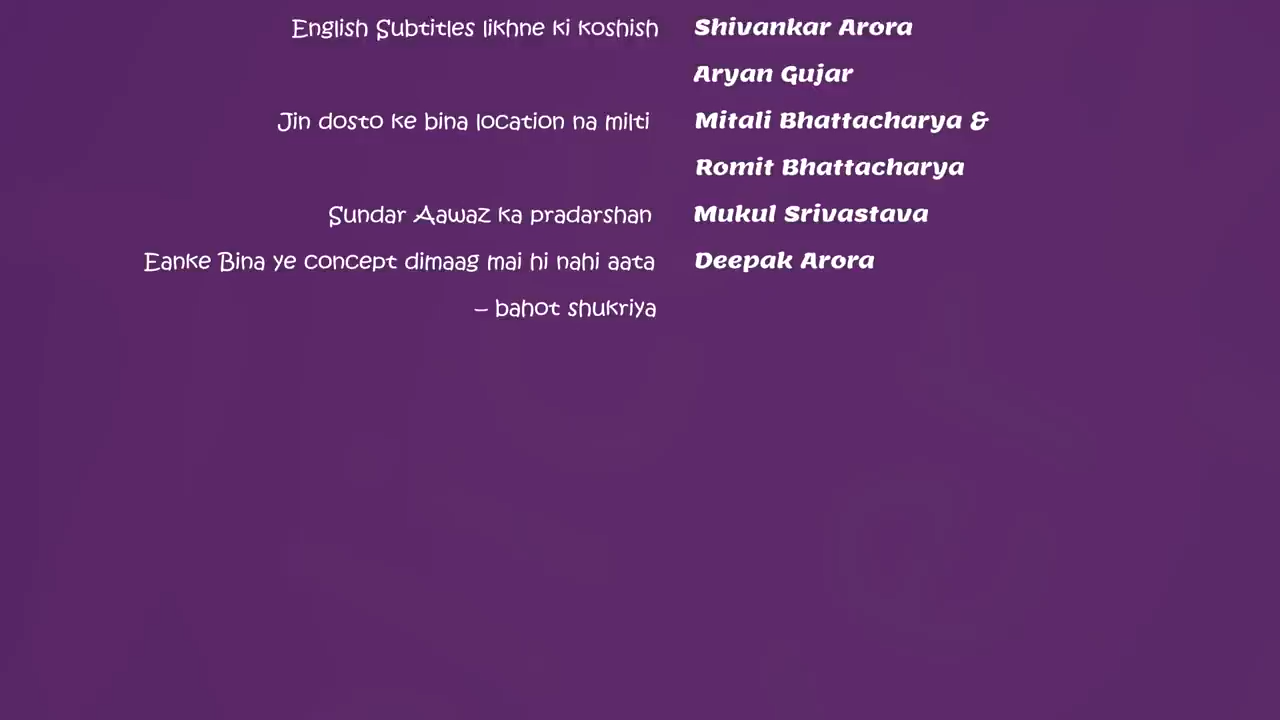 English Subtitles likhne ki koshish Shivankar Arora
Aryan Gujar
Jin dosto ke bina location na milti Mitali Bhattacharya &
Romit Bhattacharya
Sundar Aawaz ka pradarshan Mukul Srivastava
Eanke Bina ye concept dimaag mai hi nahi aata Deepak Arora
– bahot shukriya